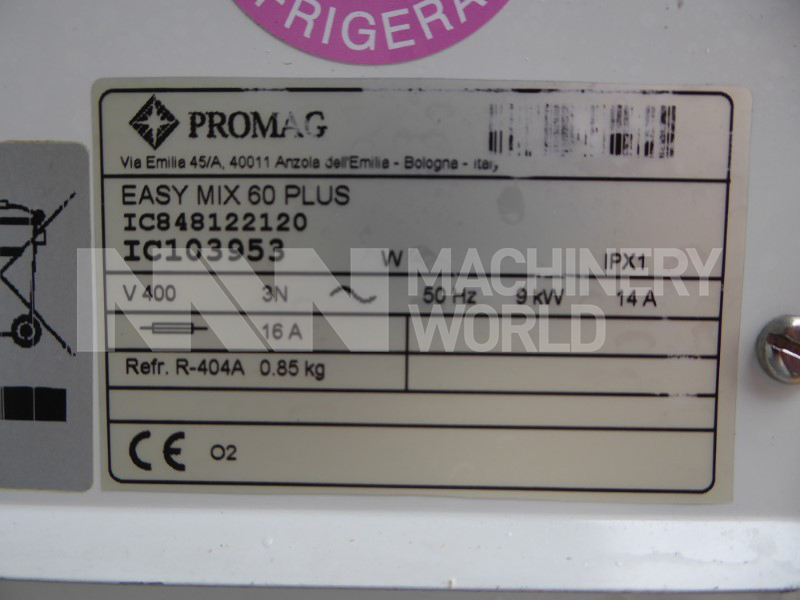 FRIGERA
PROMAG
Via Emilia 45/A, 40011 Anzola dell'Emilia - Bologna - Italy
EASY MIX 60 PLUS
IC848122120
IC103953 W IPX1
V 400 3N 50 Hz 9 kW 14 A
16 A
Refr. R-404A 0.85 kg
CE 02
MACHINERY
WORLD